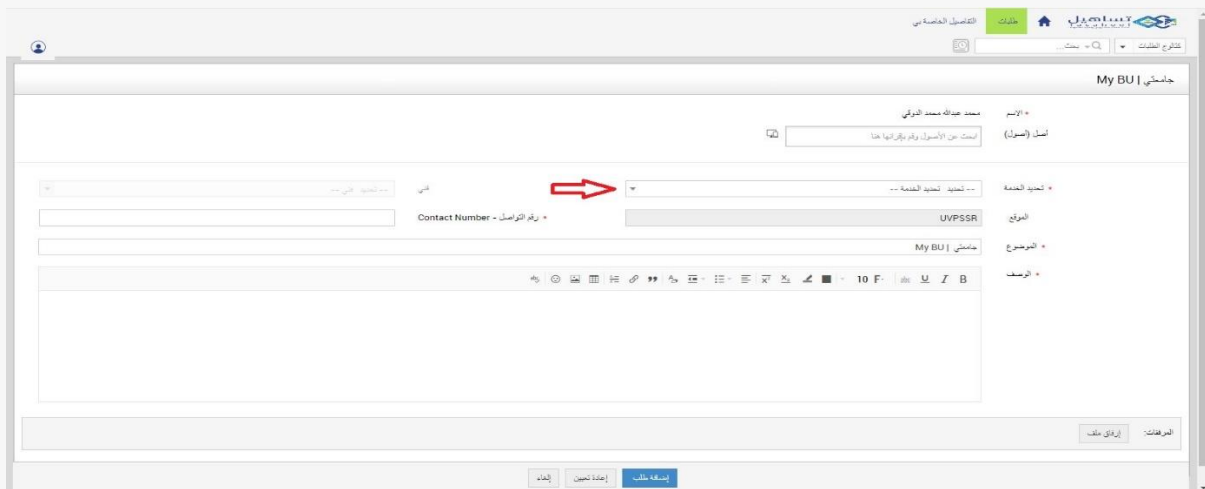 تساهيل
طلبات
التفاصيل الخاصة بي
كتالوج الطلبات
بحث...
جامعتي | My BU
* الاسم محمد عبدالله محمد الدوقي
أصل (أصول) ابحث عن الأصول وقم بإقرانها هنا
* تحديد الخدمة -- تحديد تحديد الخدمة -- فني -- تحديد فني --
الموقع UVPSSR * رقم التواصل - Contact Number
* الموضوع جامعتي | My BU
* الوصف
B I U abc F 10
المرفقات: إرفاق ملف
إضافة طلب إعادة تعيين إلغاء